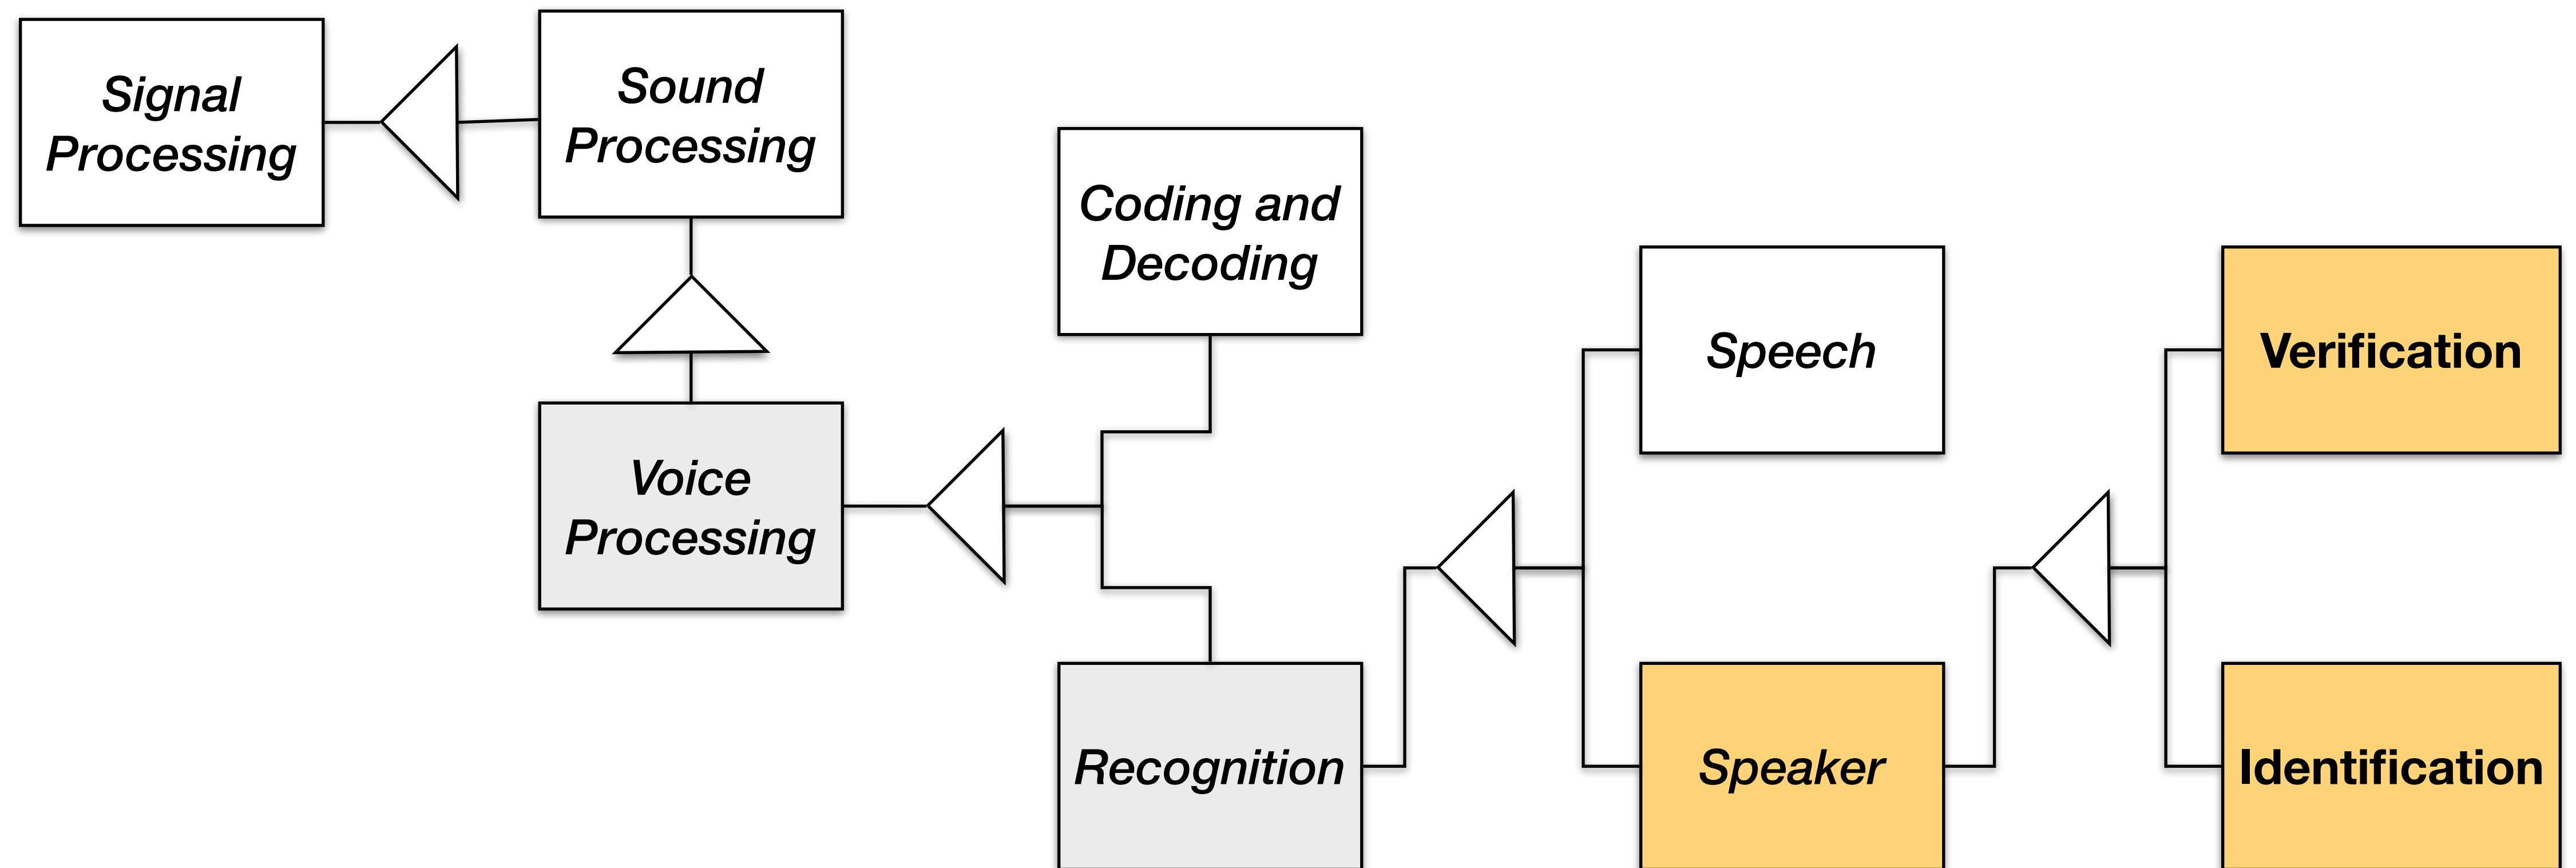 Signal
Processing
Sound
Processing
Coding and
Decoding
Speech
Verification
Voice
Processing
Recognition
Speaker
Identification